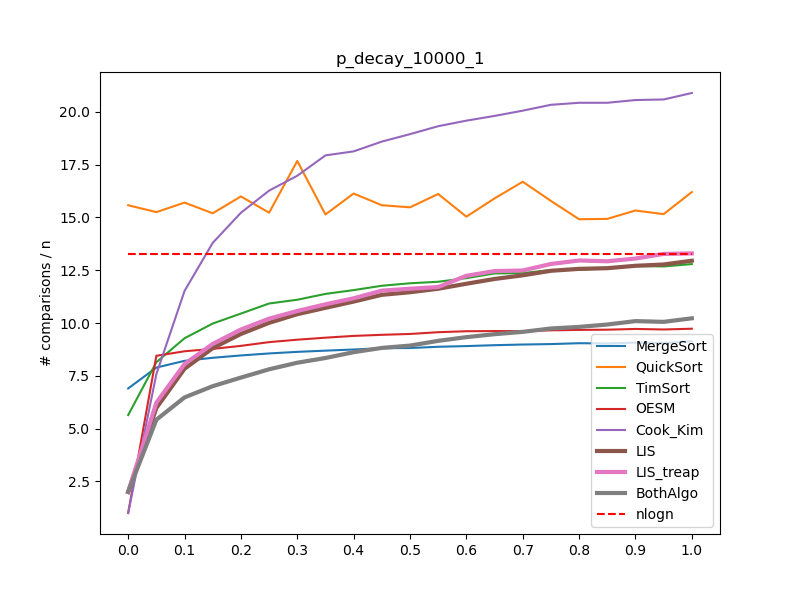 p_decay_10000_1
# comparisons / n
20.0
17.5
15.0
12.5
10.0
7.5
5.0
2.5
0.0 0.1 0.2 0.3 0.4 0.5 0.6 0.7 0.8 0.9 1.0
MergeSort
QuickSort
TimSort
OESM
Cook_Kim
LIS
LIS_treap
BothAlgo
nlogn